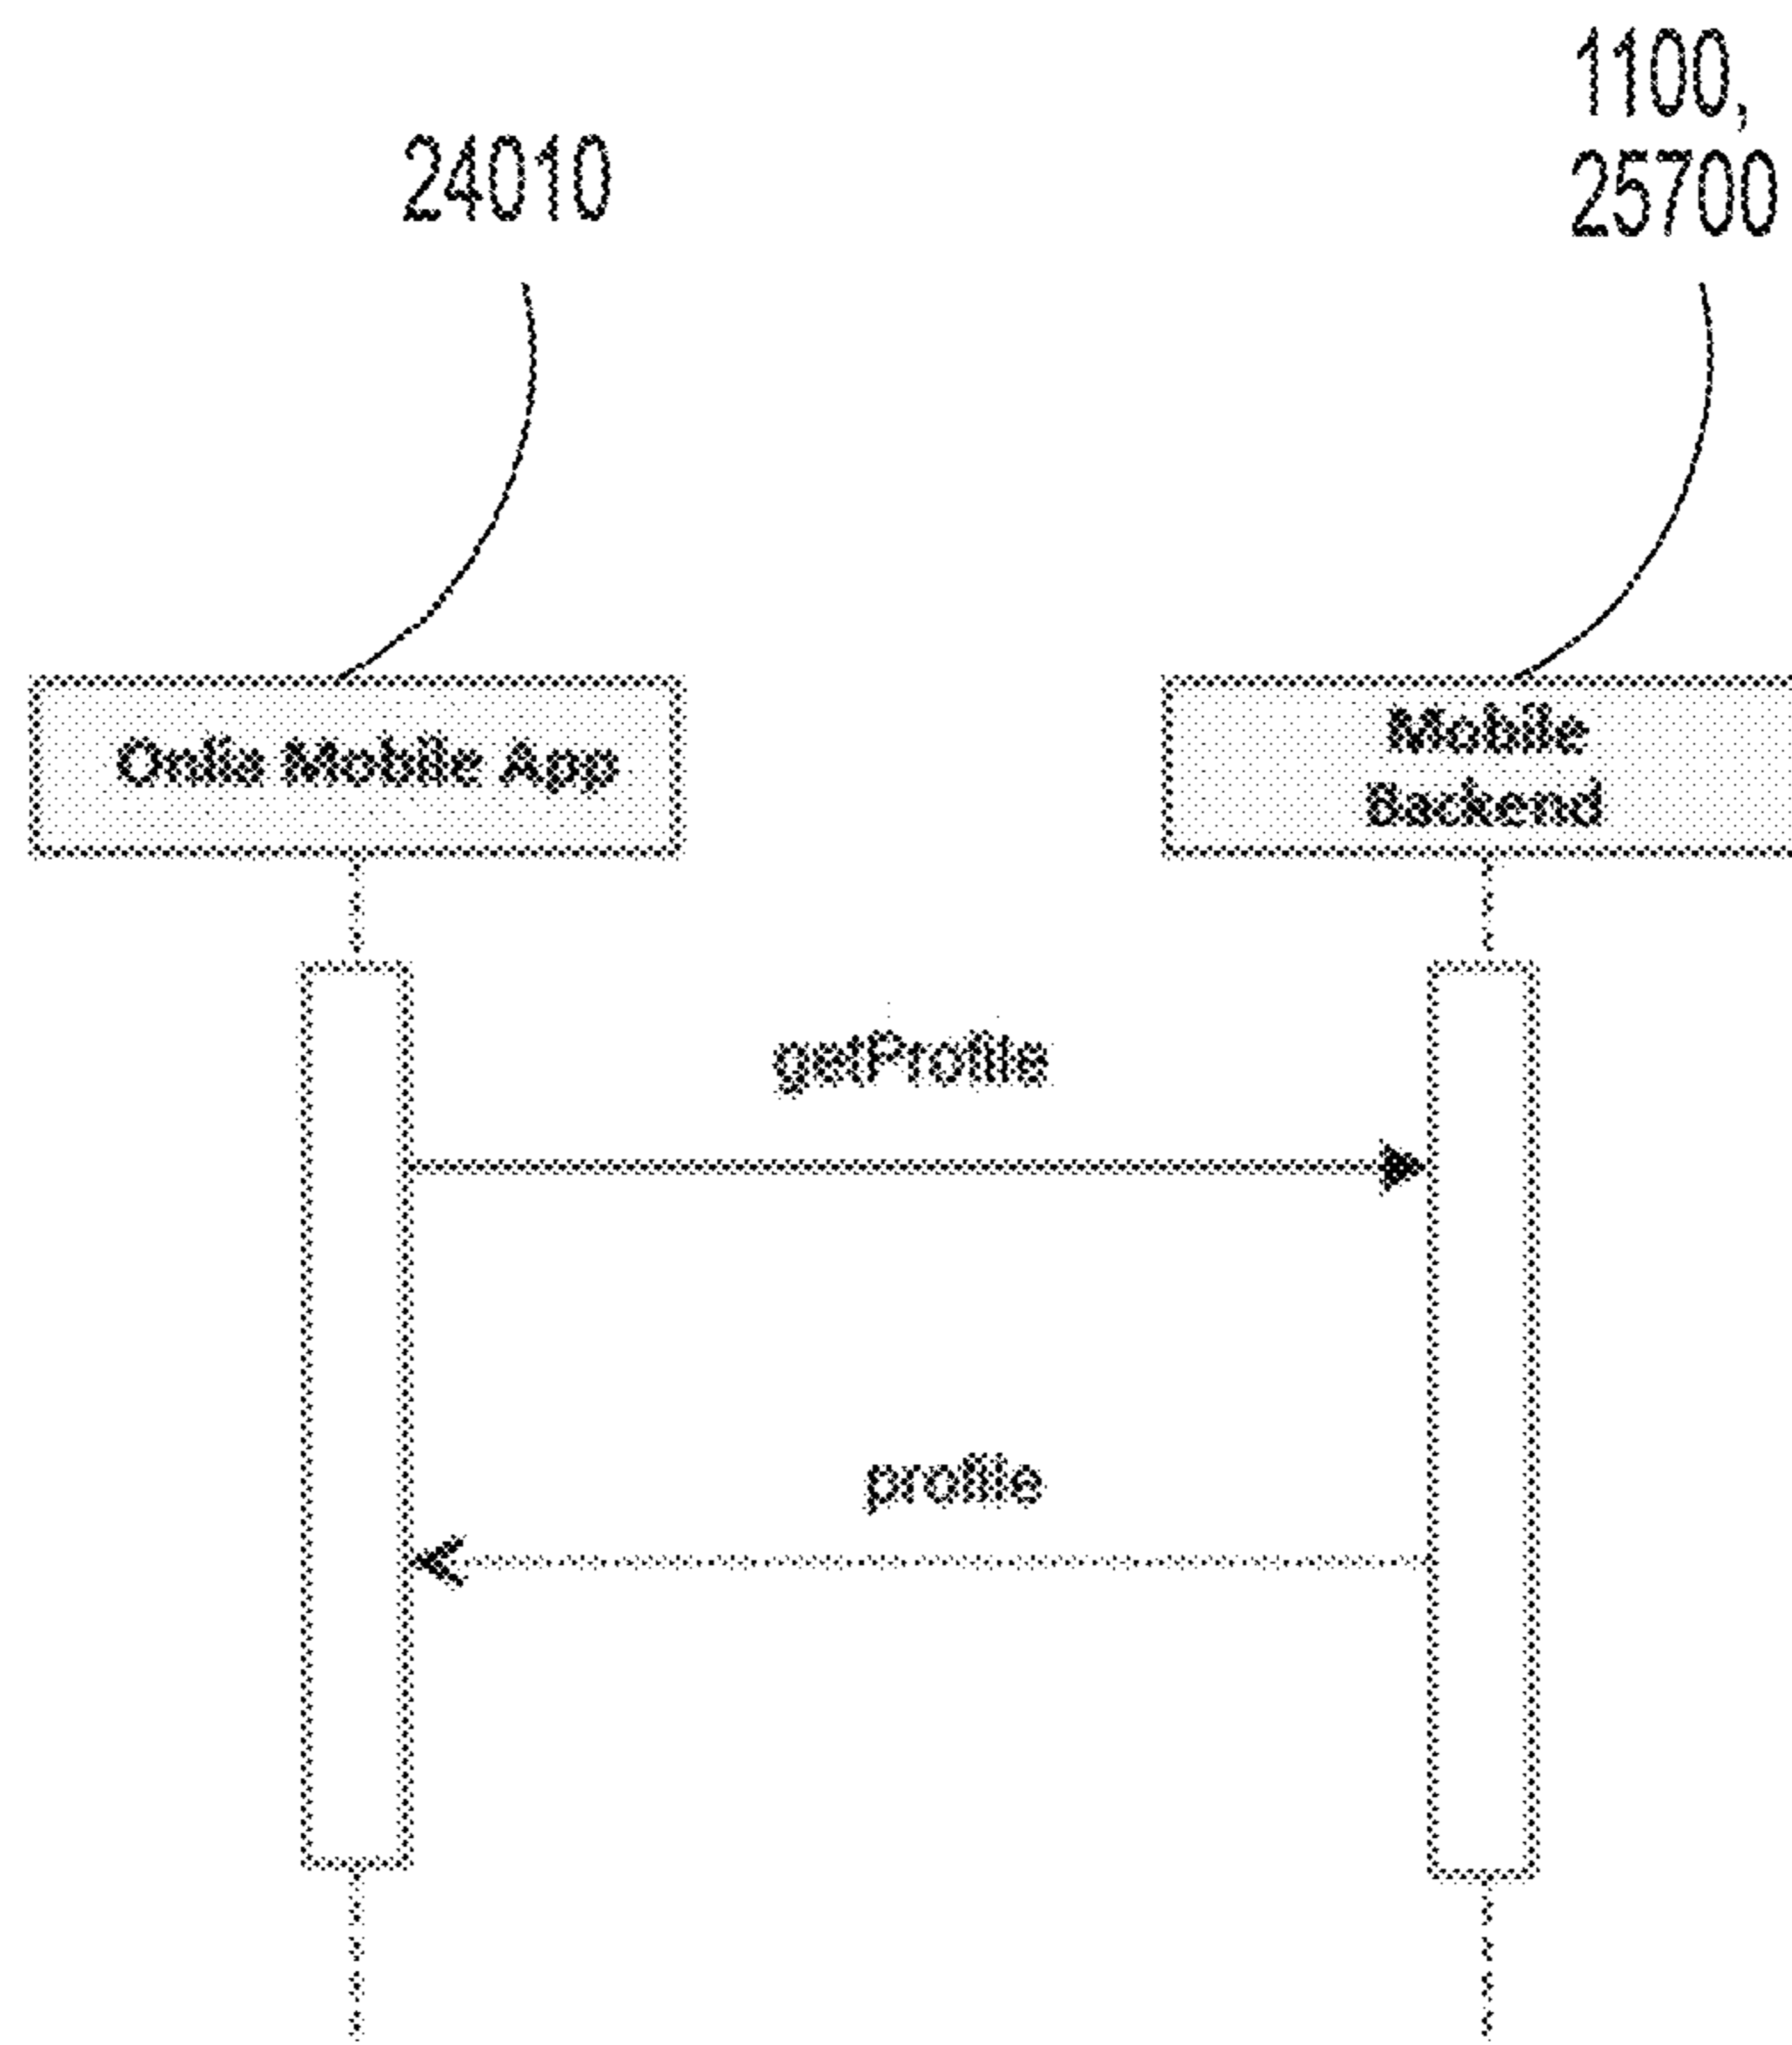 1100,
25700
24010
Onlia Mobile App
Mobile
Backend
getProfile
profile